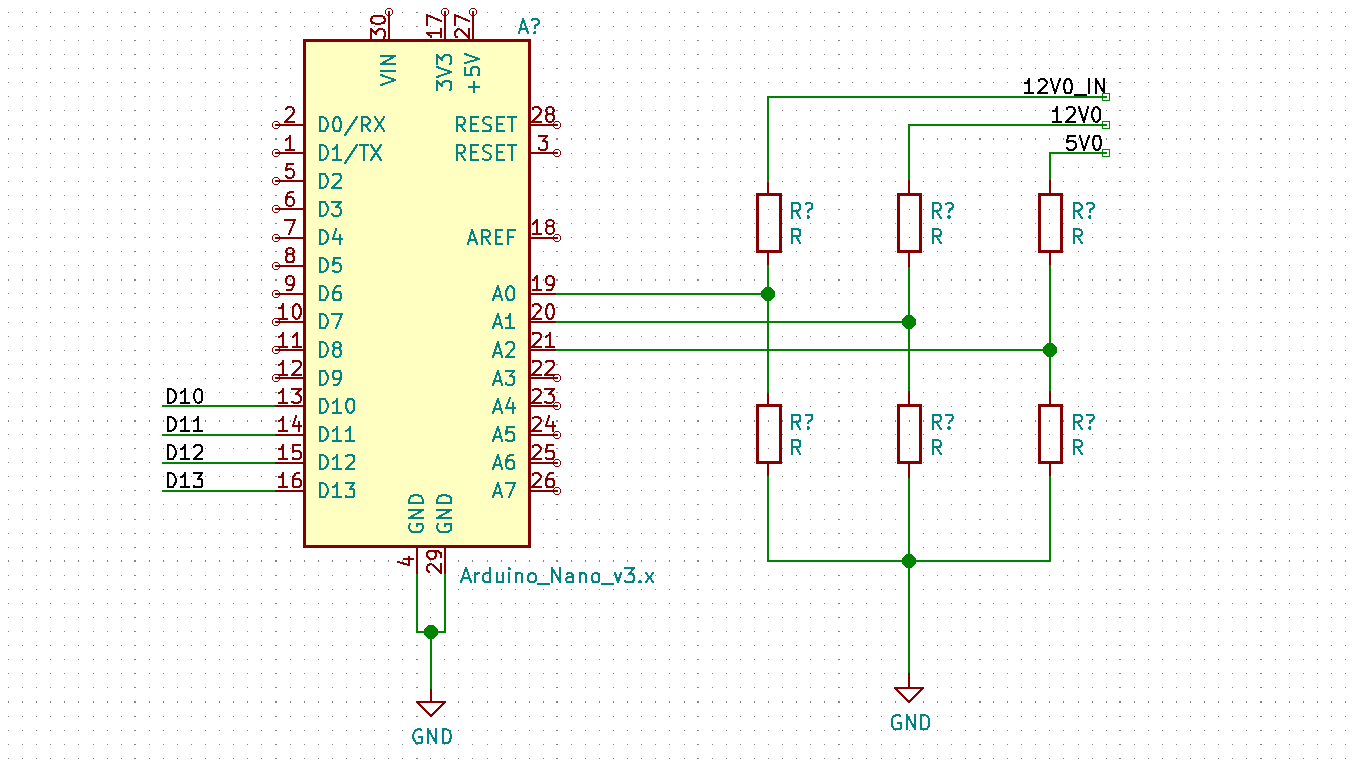 30 17 27 A?
VIN 3V3 +5V
12V0_IN
2 D0/RX RESET 28 12V0
1 D1/TX RESET 3 5V0
5 D2
6 D3 R? R? R?
7 D4 AREF 18 R R R
8 D5
9 D6 A0 19
10 D7 A1 20
11 D8 A2 21
12 D9 A3 22
D10 13 D10 A4 23
D11 14 D11 A5 24 R? R? R?
D12 15 D12 A6 25 R R R
D13 16 D13 A7 26
GND GND
4 29 Arduino_Nano_v3.x
GND
GND